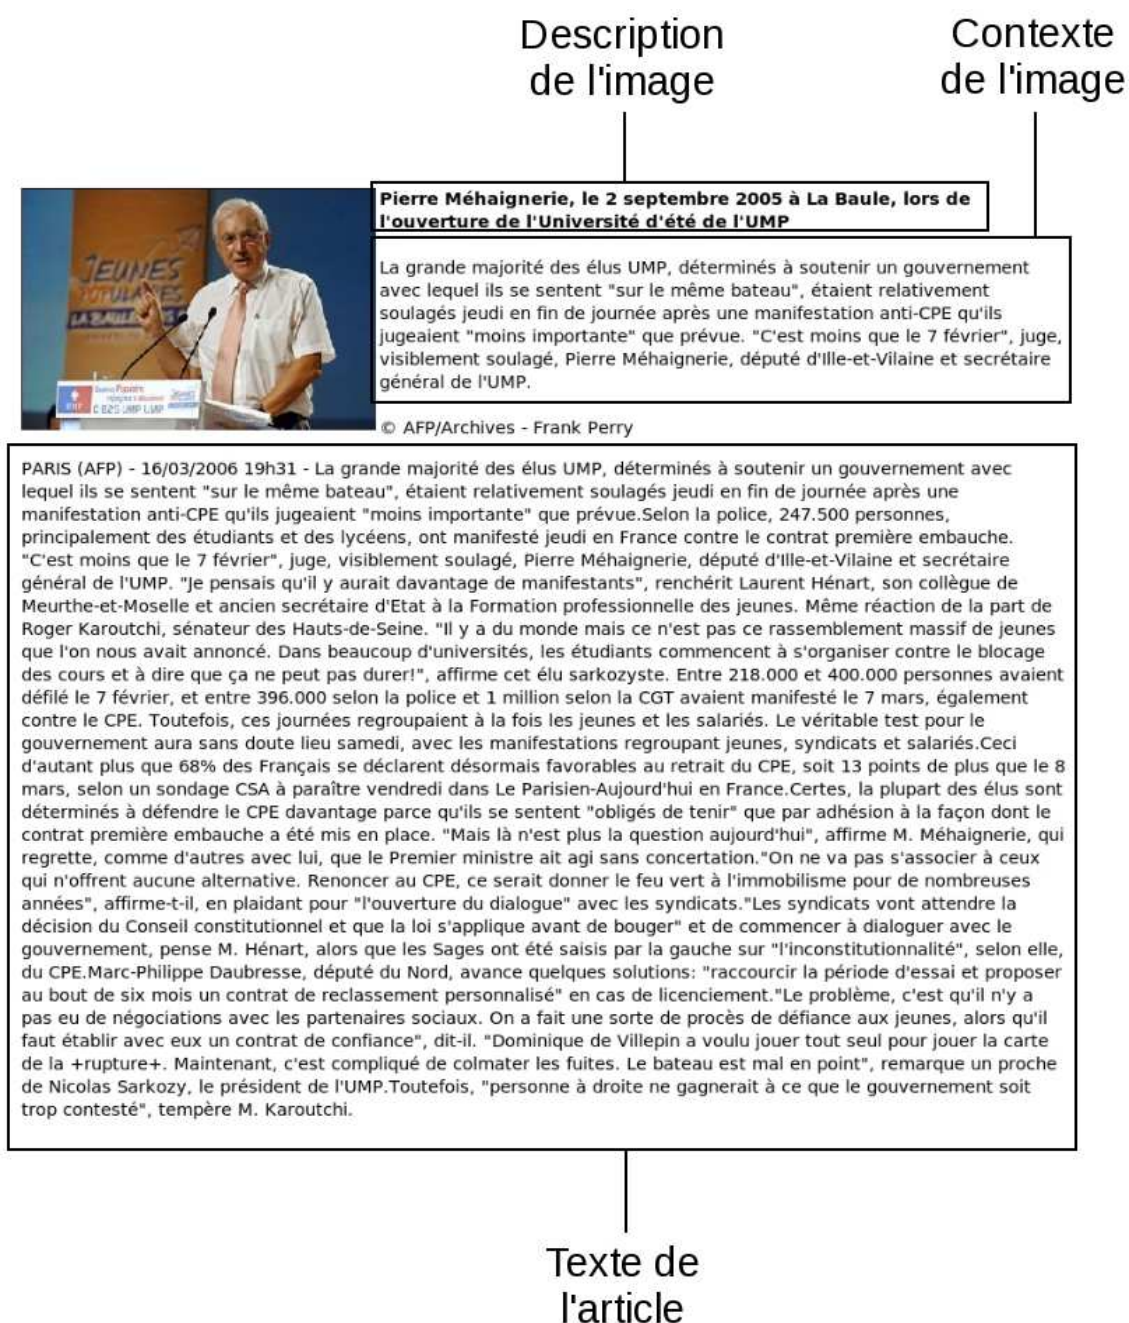 Description
de l'image
Contexte
de l'image
Pierre Méhaignerie, le 2 septembre 2005 à La Baule, lors de
l'ouverture de l'Université d'été de l'UMP
La grande majorité des élus UMP, déterminés à soutenir un gouvernement
avec lequel ils se sentent "sur le même bateau", étaient relativement
soulagés jeudi en fin de journée après une manifestation anti-CPE qu'ils
jugeaient "moins importante" que prévue. "C'est moins que le 7 février", juge,
visiblement soulagé, Pierre Méhaignerie, député d'Ille-et-Vilaine et secrétaire
général de l'UMP.
JEUNES
POPULAIRES
LA BAULE
© AFP/Archives - Frank Perry
PARIS (AFP) - 16/03/2006 19h31 - La grande majorité des élus UMP, déterminés à soutenir un gouvernement avec
lequel ils se sentent "sur le même bateau", étaient relativement soulagés jeudi en fin de journée après une
manifestation anti-CPE qu'ils jugeaient "moins importante" que prévue.Selon la police, 247.500 personnes,
principalement des étudiants et des lycéens, ont manifesté jeudi en France contre le contrat première embauche.
"C'est moins que le 7 février", juge, visiblement soulagé, Pierre Méhaignerie, député d'Ille-et-Vilaine et secrétaire
général de l'UMP. "Je pensais qu'il y aurait davantage de manifestants", renchérit Laurent Hénart, son collègue de
Meurthe-et-Moselle et ancien secrétaire d'Etat à la Formation professionnelle des jeunes. Même réaction de la part de
Roger Karoutchi, sénateur des Hauts-de-Seine. "Il y a du monde mais ce n'est pas ce rassemblement massif de jeunes
que l'on nous avait annoncé. Dans beaucoup d'universités, les étudiants commencent à s'organiser contre le blocage
des cours et à dire que ça ne peut pas durer!", affirme cet élu sarkozyste. Entre 218.000 et 400.000 personnes avaient
défilé le 7 février, et entre 396.000 selon la police et 1 million selon la CGT avaient manifesté le 7 mars, également
contre le CPE. Toutefois, ces journées regroupaient à la fois les jeunes et les salariés. Le véritable test pour le
gouvernement aura sans doute lieu samedi, avec les manifestations regroupant jeunes, syndicats et salariés.Ceci
d'autant plus que 68% des Français se déclarent désormais favorables au retrait du CPE, soit 13 points de plus que le 8
mars, selon un sondage CSA à paraître vendredi dans Le Parisien-Aujourd'hui en France.Certes, la plupart des élus sont
déterminés à défendre le CPE davantage parce qu'ils se sentent "obligés de tenir" que par adhésion à la façon dont le
contrat première embauche a été mis en place. "Mais là n'est plus la question aujourd'hui", affirme M. Méhaignerie, qui
regrette, comme d'autres avec lui, que le Premier ministre ait agi sans concertation."On ne va pas s'associer à ceux
qui n'offrent aucune alternative. Renoncer au CPE, ce serait donner le feu vert à l'immobilisme pour de nombreuses
années", affirme-t-il, en plaidant pour "l'ouverture du dialogue" avec les syndicats."Les syndicats vont attendre la
décision du Conseil constitutionnel et que la loi s'applique avant de bouger" et de commencer à dialoguer avec le
gouvernement, pense M. Hénart, alors que les Sages ont été saisis par la gauche sur "l'inconstitutionnalité", selon elle,
du CPE.Marc-Philippe Daubresse, député du Nord, avance quelques solutions: "raccourcir la période d'essai et proposer
au bout de six mois un contrat de reclassement personnalisé" en cas de licenciement."Le problème, c'est qu'il n'y a
pas eu de négociations avec les partenaires sociaux. On a fait une sorte de procès de défiance aux jeunes, alors qu'il
faut établir avec eux un contrat de confiance", dit-il. "Dominique de Villepin a voulu jouer tout seul pour jouer la carte
de la +rupture+. Maintenant, c'est compliqué de colmater les fuites. Le bateau est mal en point", remarque un proche
de Nicolas Sarkozy, le président de l'UMP.Toutefois, "personne à droite ne gagnerait à ce que le gouvernement soit
trop contesté", tempère M. Karoutchi.
Texte de
l'article